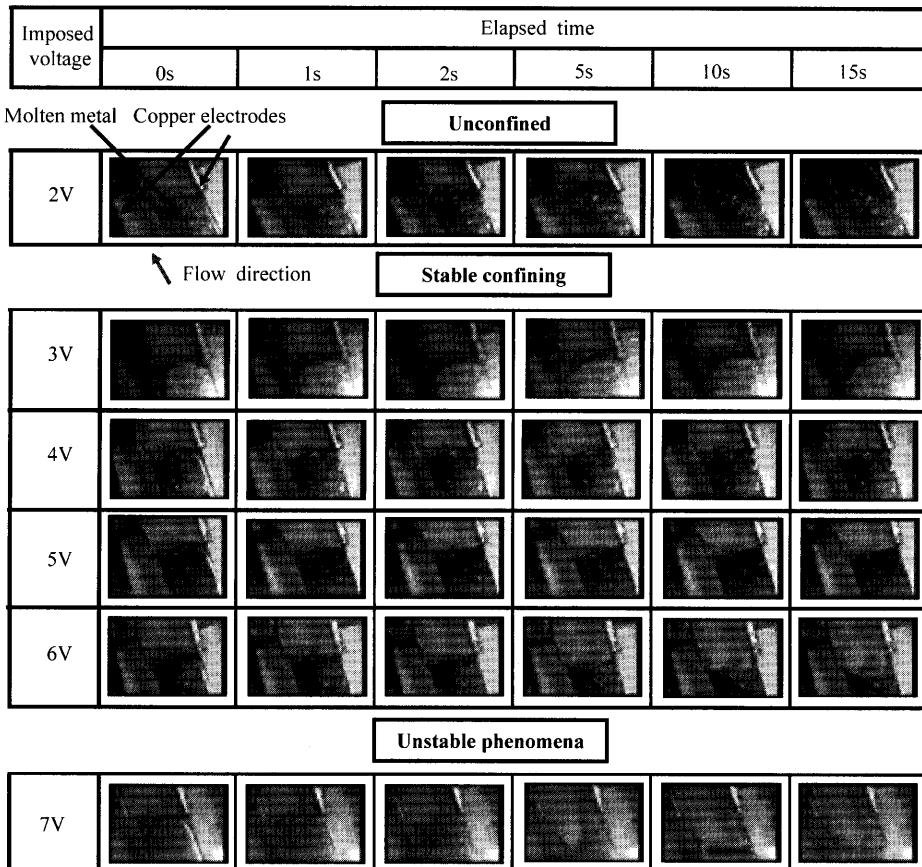 Imposed voltage
Elapsed time
0s 1s 2s 5s 10s 15s
Molten metal Copper electrodes
Unconfined
2V
Flow direction
Stable confining
3V
4V
5V
6V
Unstable phenomena
7V